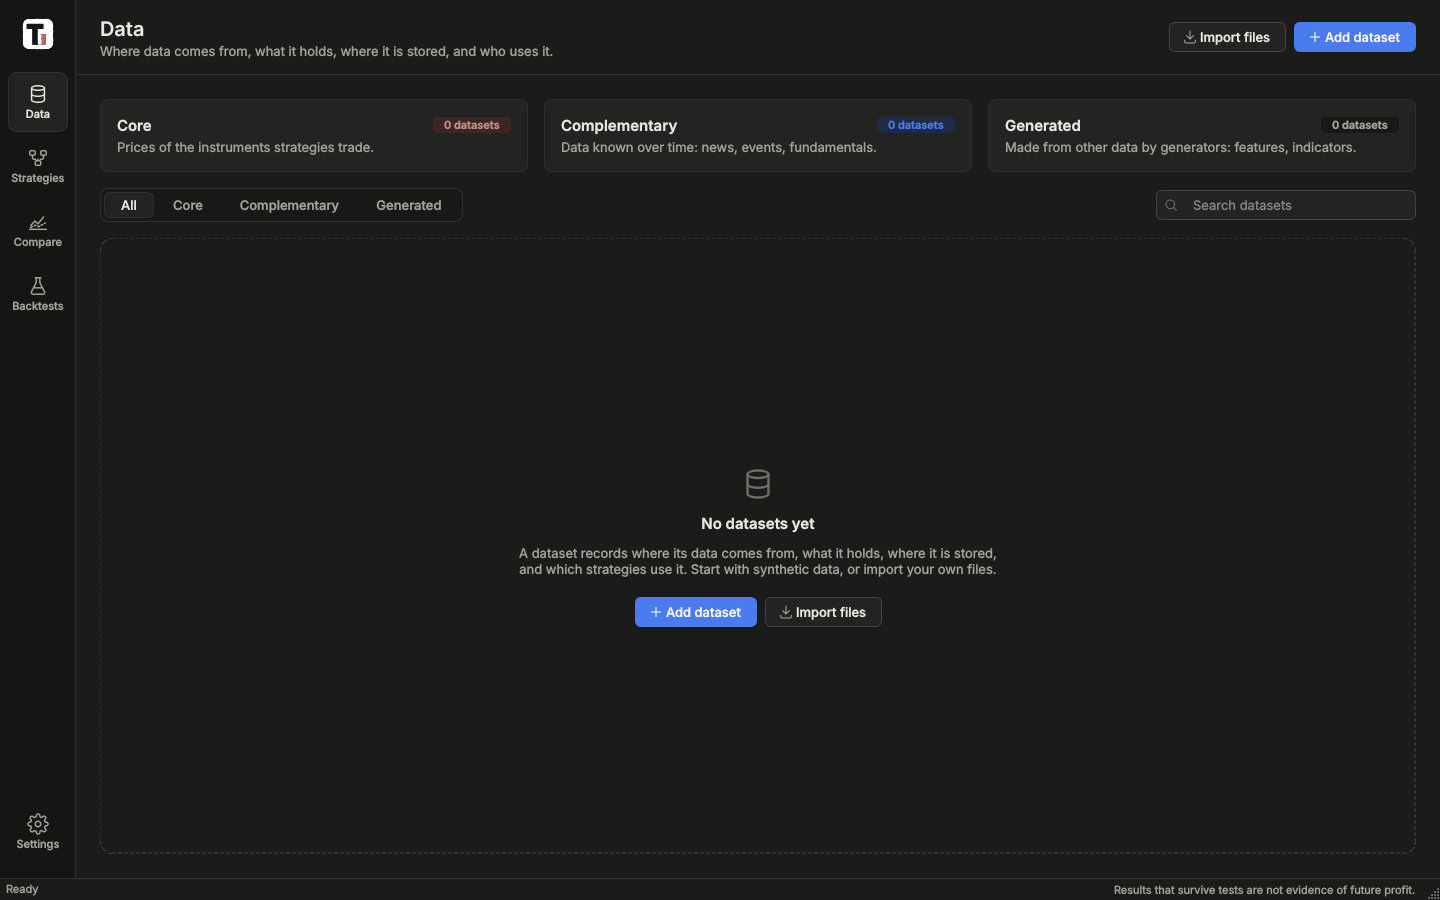 Ti
Data
Where data comes from, what it holds, where it is stored, and who uses it.
Import files
Add dataset
Data
Strategies
Compare
Backtests
Settings
Core
0 datasets
Prices of the instruments strategies trade.
Complementary
0 datasets
Data known over time: news, events, fundamentals.
Generated
0 datasets
Made from other data by generators: features, indicators.
All
Core
Complementary
Generated
Search datasets
No datasets yet
A dataset records where its data comes from, what it holds, where it is stored,
and which strategies use it. Start with synthetic data, or import your own files.
Add dataset
Import files
Ready
Results that survive tests are not evidence of future profit.